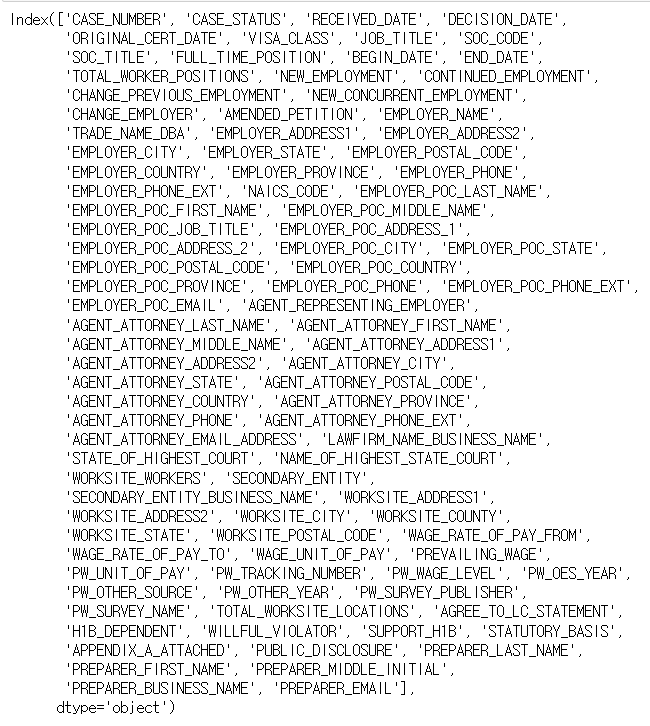 Index(['CASE_NUMBER', 'CASE_STATUS', 'RECEIVED_DATE', 'DECISION_DATE',
'ORIGINAL_CERT_DATE', 'VISA_CLASS', 'JOB_TITLE', 'SOC_CODE',
'SOC_TITLE', 'FULL_TIME_POSITION', 'BEGIN_DATE', 'END_DATE',
'TOTAL_WORKER_POSITIONS', 'NEW_EMPLOYMENT', 'CONTINUED_EMPLOYMENT',
'CHANGE_PREVIOUS_EMPLOYMENT', 'NEW_CONCURRENT_EMPLOYMENT',
'CHANGE_EMPLOYER', 'AMENDED_PETITION', 'EMPLOYER_NAME',
'TRADE_NAME_DBA', 'EMPLOYER_ADDRESS1', 'EMPLOYER_ADDRESS2',
'EMPLOYER_CITY', 'EMPLOYER_STATE', 'EMPLOYER_POSTAL_CODE',
'EMPLOYER_COUNTRY', 'EMPLOYER_PROVINCE', 'EMPLOYER_PHONE',
'EMPLOYER_PHONE_EXT', 'NAICS_CODE', 'EMPLOYER_POC_LAST_NAME',
'EMPLOYER_POC_FIRST_NAME', 'EMPLOYER_POC_MIDDLE_NAME',
'EMPLOYER_POC_JOB_TITLE', 'EMPLOYER_POC_ADDRESS_1',
'EMPLOYER_POC_ADDRESS_2', 'EMPLOYER_POC_CITY', 'EMPLOYER_POC_STATE',
'EMPLOYER_POC_POSTAL_CODE', 'EMPLOYER_POC_COUNTRY',
'EMPLOYER_POC_PROVINCE', 'EMPLOYER_POC_PHONE', 'EMPLOYER_POC_PHONE_EXT',
'EMPLOYER_POC_EMAIL', 'AGENT_REPRESENTING_EMPLOYER',
'AGENT_ATTORNEY_LAST_NAME', 'AGENT_ATTORNEY_FIRST_NAME',
'AGENT_ATTORNEY_MIDDLE_NAME', 'AGENT_ATTORNEY_ADDRESS1',
'AGENT_ATTORNEY_ADDRESS2', 'AGENT_ATTORNEY_CITY',
'AGENT_ATTORNEY_STATE', 'AGENT_ATTORNEY_POSTAL_CODE',
'AGENT_ATTORNEY_COUNTRY', 'AGENT_ATTORNEY_PROVINCE',
'AGENT_ATTORNEY_PHONE', 'AGENT_ATTORNEY_PHONE_EXT',
'AGENT_ATTORNEY_EMAIL_ADDRESS', 'LAWFIRM_NAME_BUSINESS_NAME',
'STATE_OF_HIGHEST_COURT', 'NAME_OF_HIGHEST_STATE_COURT',
'WORKSITE_WORKERS', 'SECONDARY_ENTITY',
'SECONDARY_ENTITY_BUSINESS_NAME', 'WORKSITE_ADDRESS1',
'WORKSITE_ADDRESS2', 'WORKSITE_CITY', 'WORKSITE_COUNTY',
'WORKSITE_STATE', 'WORKSITE_POSTAL_CODE', 'WAGE_RATE_OF_PAY_FROM',
'WAGE_RATE_OF_PAY_TO', 'WAGE_UNIT_OF_PAY', 'PREVAILING_WAGE',
'PW_UNIT_OF_PAY', 'PW_TRACKING_NUMBER', 'PW_WAGE_LEVEL', 'PW_OES_YEAR',
'PW_OTHER_SOURCE', 'PW_OTHER_YEAR', 'PW_SURVEY_PUBLISHER',
'PW_SURVEY_NAME', 'TOTAL_WORKSITE_LOCATIONS', 'AGREE_TO_LC_STATEMENT',
'H1B_DEPENDENT', 'WILLFUL_VIOLATOR', 'SUPPORT_H1B', 'STATUTORY_BASIS',
'APPENDIX_A_ATTACHED', 'PUBLIC_DISCLOSURE', 'PREPARER_LAST_NAME',
'PREPARER_FIRST_NAME', 'PREPARER_MIDDLE_INITIAL',
'PREPARER_BUSINESS_NAME', 'PREPARER_EMAIL'],
dtype='object')